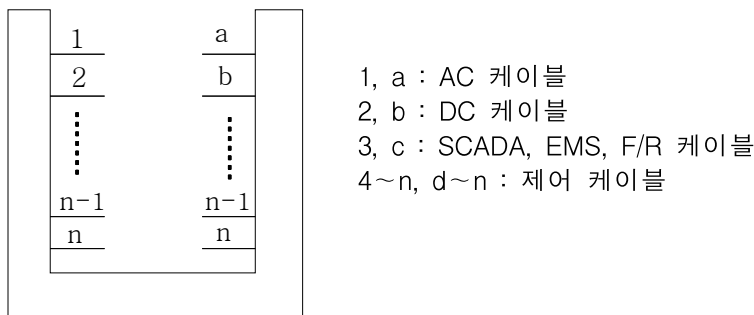 1
a
2
b
n-1
n-1
n
n
1, a : AC 케이블
2, b : DC 케이블
3, c : SCADA, EMS, F/R 케이블
4~n, d~n : 제어 케이블